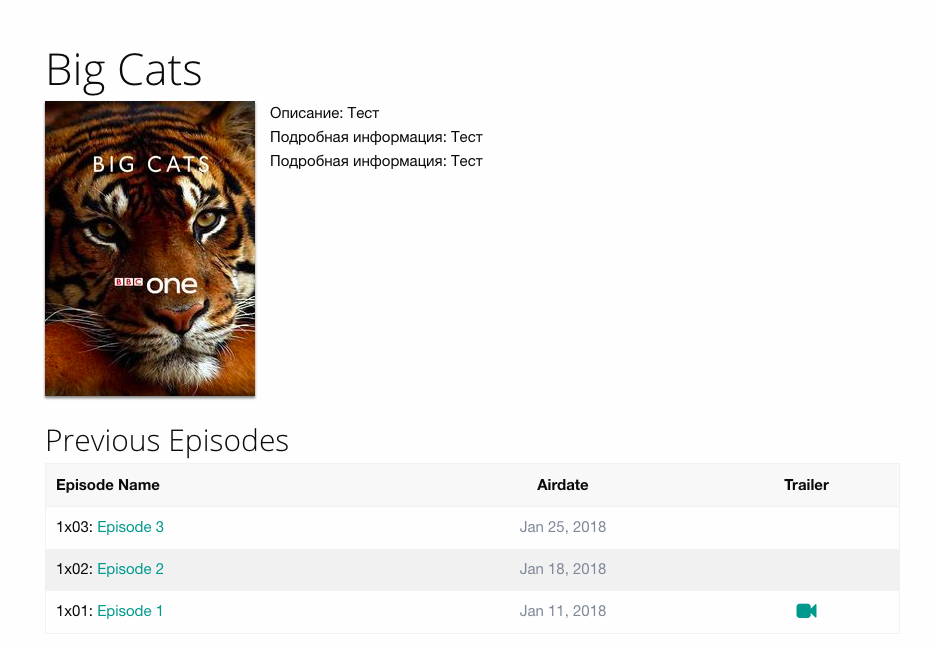 Big Cats
BIG CATS
BBC one
Описание: Тест
Подробная информация: Тест
Подробная информация: Тест
Previous Episodes
Episode Name Airdate Trailer
1x03: Episode 3 Jan 25, 2018
1x02: Episode 2 Jan 18, 2018
1x01: Episode 1 Jan 11, 2018